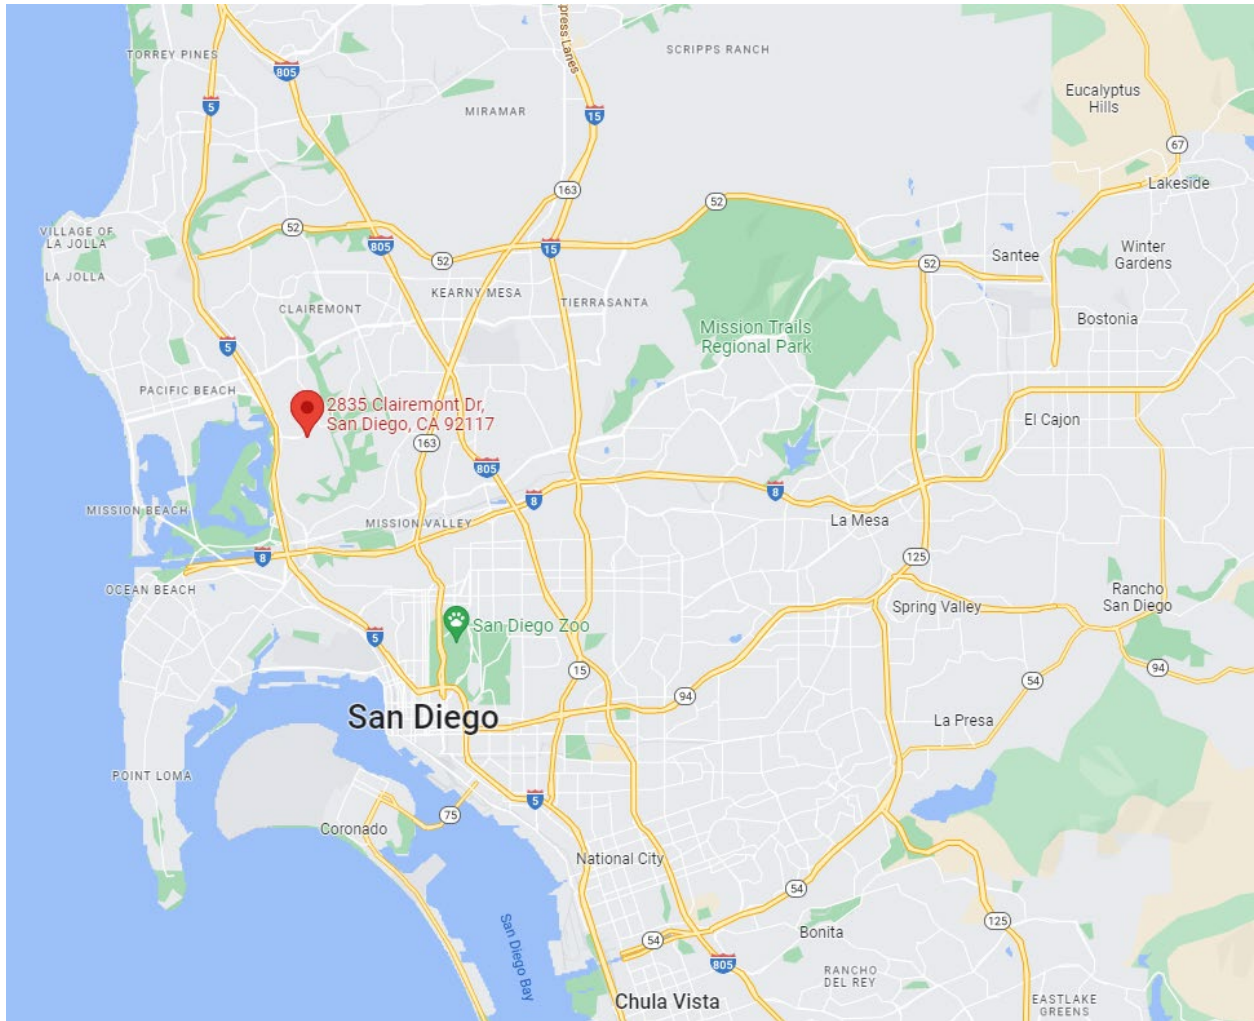 press Lanes
SCRIPPS RANCH
TORREY PINES
805
Eucalyptus
Hills
5
MIRAMAR
15
67
163
Lakeside
52
52
VILLAGE OF
LA JOLLA
805
15
Winter
Gardens
Santee
52
52
LA JOLLA
KEARNY MESA
TIERRASANTA
CLAIREMONT
Bostonia
Mission Trails
Regional Park
5
PACIFIC BEACH
2835 Clairemont Dr,
San Diego, CA 92117
El Cajon
163
805
8
8
MISSION BEACH
MISSION VALLEY
La Mesa
8
125
OCEAN BEACH
Rancho
San Diego
Spring Valley
San Diego Zoo
5
15
94
54
94
San Diego
La Presa
POINT LOMA
5
75
Coronado
National City
54
125
San Diego Bay
Bonita
54
805
RANCHO
DEL REY
Chula Vista
EASTLAKE
GREENS